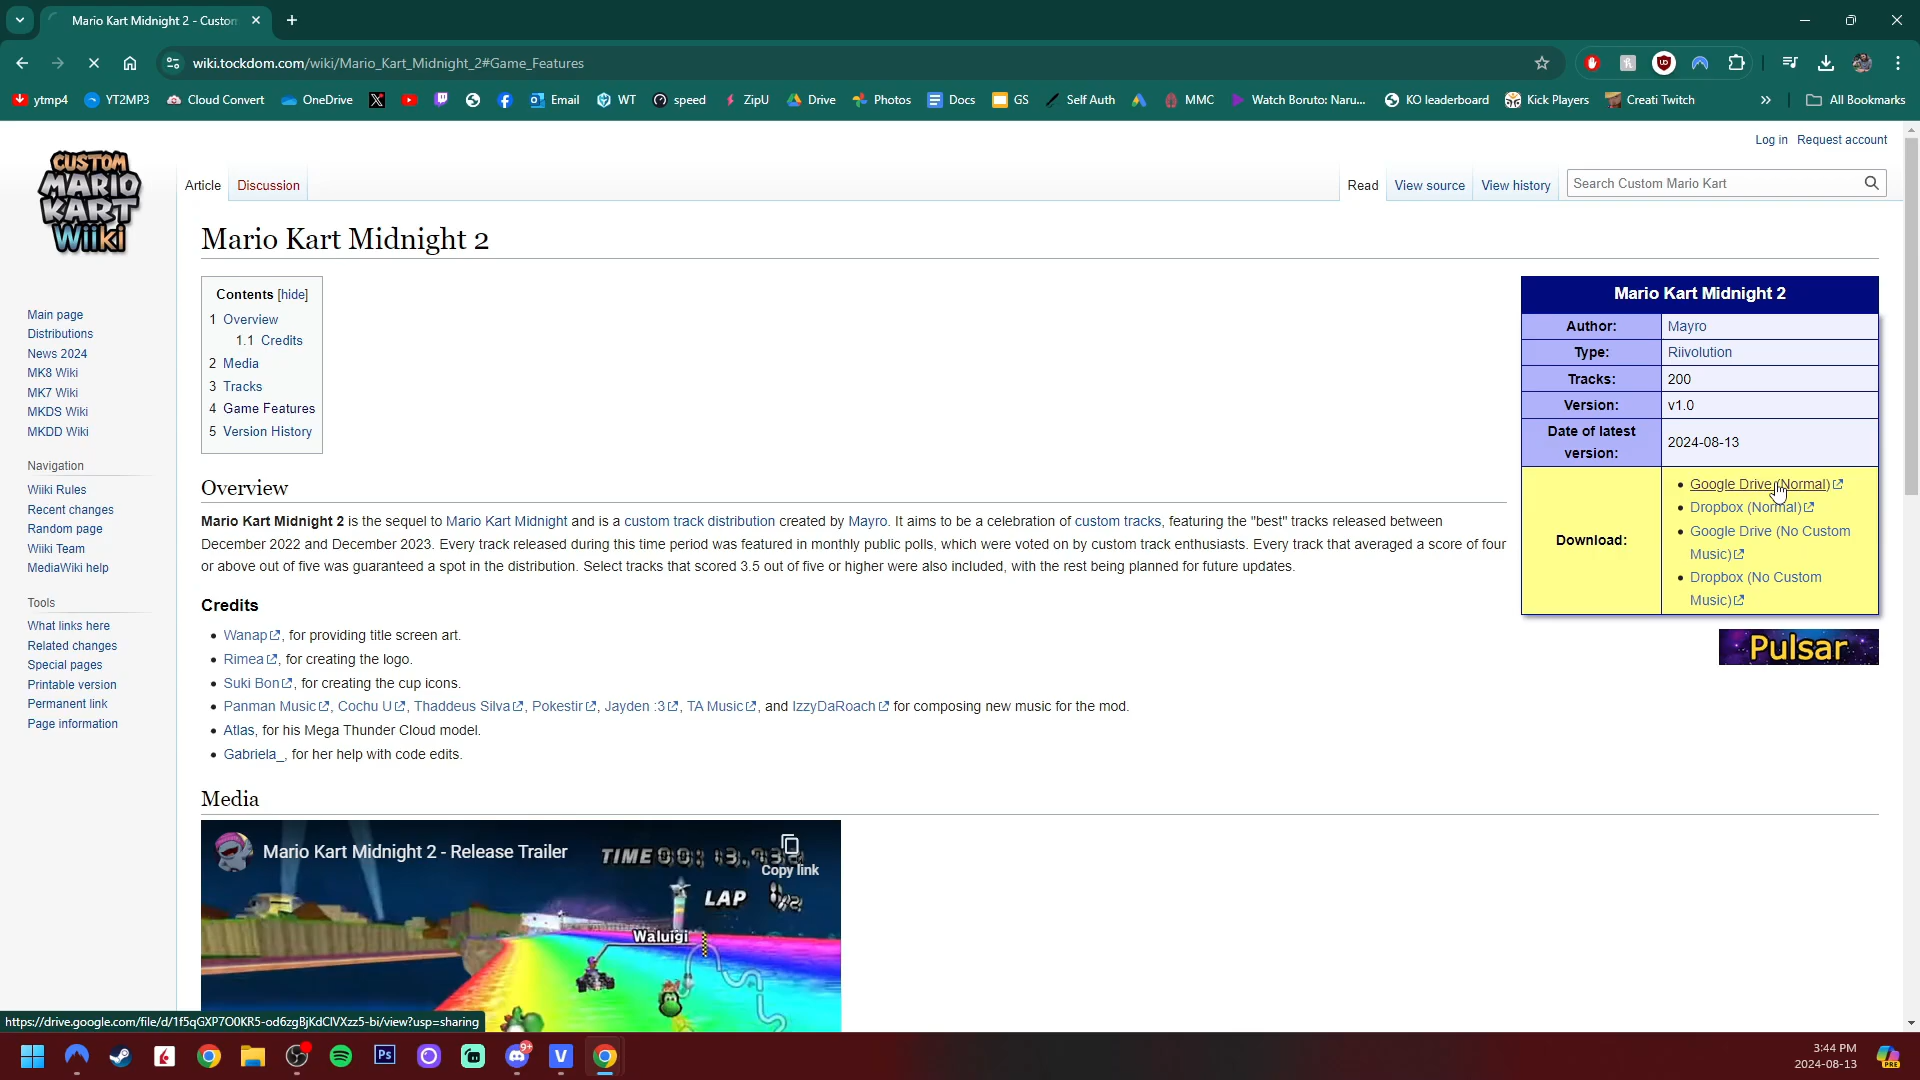 Mario Kart Midnight 2 - Custom
wiki.tockdom.com/wiki/Mario_Kart_Midnight_2#Game_Features
ytmp4 YT2MP3 Cloud Convert OneDrive Email WT speed ZipU Drive Photos Docs GS Self Auth MMC Watch Boruto: Naru... KO leaderboard Kick Players Creati Twitch » All Bookmarks
Log in Request account
CUSTOM
MARIO
KART
Wiiki
Article Discussion Read View source View history Search Custom Mario Kart
Mario Kart Midnight 2
Contents [hide]
1 Overview
1.1 Credits
2 Media
3 Tracks
4 Game Features
5 Version History
Main page
Distributions
News 2024
MK8 Wiki
MK7 Wiki
MKDS Wiki
MKDD Wiki
Navigation
Wiiki Rules
Recent changes
Random page
Wiiki Team
MediaWiki help
Tools
What links here
Related changes
Special pages
Printable version
Permanent link
Page information
Mario Kart Midnight 2
Author: Mayro
Type: Riivolution
Tracks: 200
Version: v1.0
Date of latest
version: 2024-08-13
Download:
• Google Drive (Normal)
• Dropbox (Normal)
• Google Drive (No Custom
Music)
• Dropbox (No Custom
Music)
Pulsar
Overview
Mario Kart Midnight 2 is the sequel to Mario Kart Midnight and is a custom track distribution created by Mayro. It aims to be a celebration of custom tracks, featuring the "best" tracks released between
December 2022 and December 2023. Every track released during this time period was featured in monthly public polls, which were voted on by custom track enthusiasts. Every track that averaged a score of four
or above out of five was guaranteed a spot in the distribution. Select tracks that scored 3.5 out of five or higher were also included, with the rest being planned for future updates.
Credits
• Wanap, for providing title screen art.
• Rimea, for creating the logo.
• Suki Bon, for creating the cup icons.
• Panman Music, Cochu U, Thaddeus Silva, Pokestir, Jayden :3, TA Music, and IzzyDaRoach for composing new music for the mod.
• Atlas, for his Mega Thunder Cloud model.
• Gabriela_, for her help with code edits.
Media
Mario Kart Midnight 2 - Release Trailer
Copy link
TIME
LAP
Waluigi
https://drive.google.com/file/d/1f5qGXP7O0KR5-od6zgBjKdCIVXzz5-bi/view?usp=sharing
Ps
9+
V
3:44 PM
2024-08-13
PRE